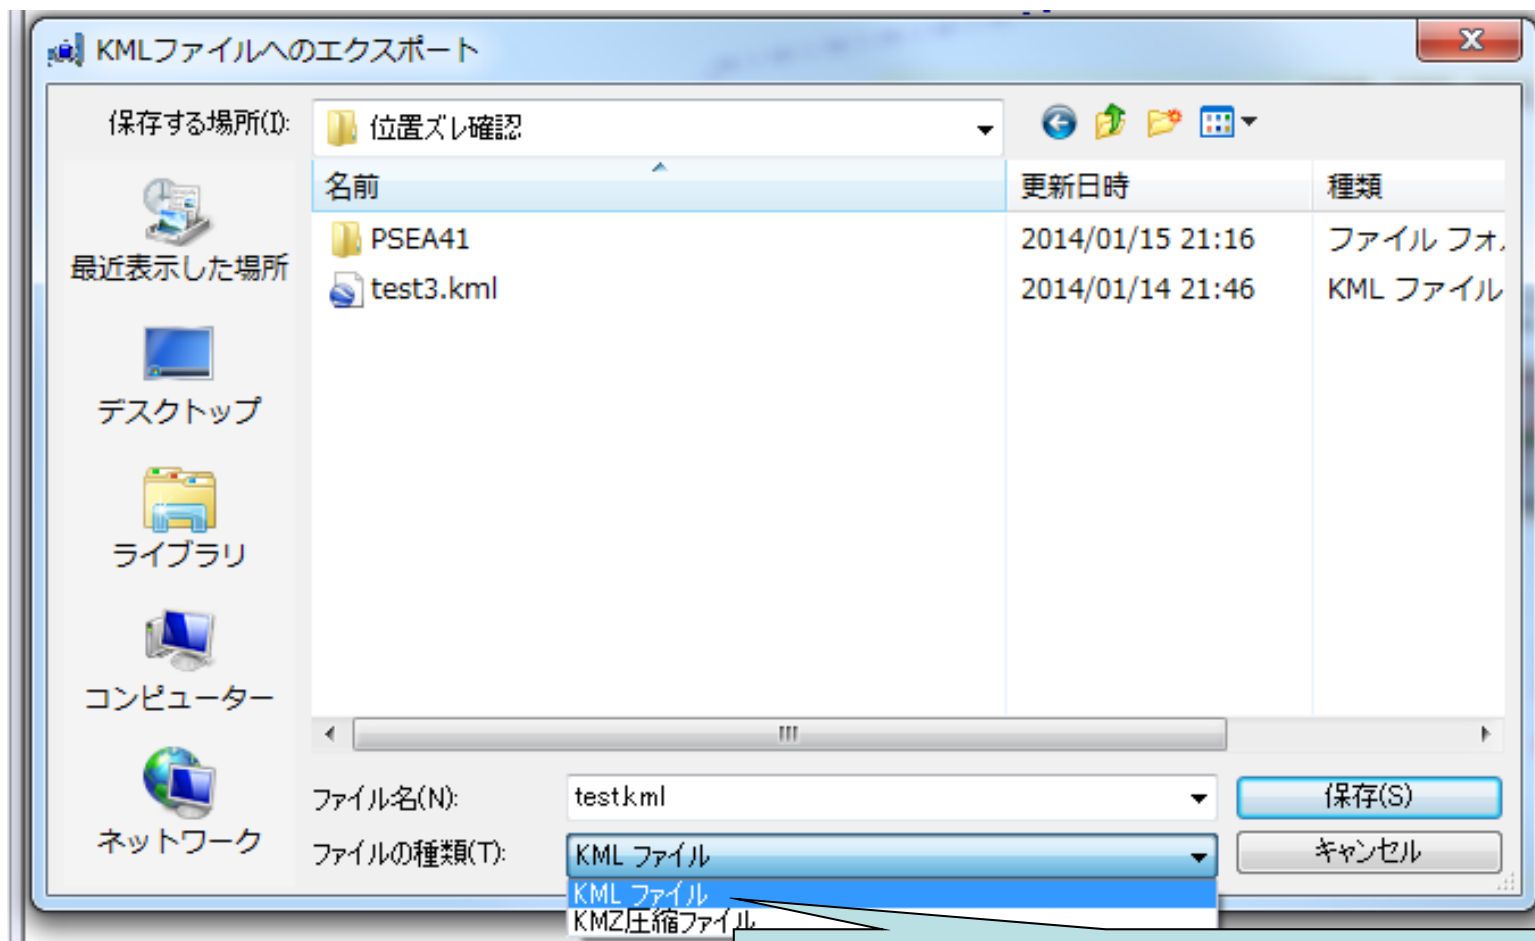 KMLファイルへのエクスポート
保存する場所(I):
位置ズレ確認
名前 更新日時 種類
PSEA41 2014/01/15 21:16 ファイル フォ.
test3.kml 2014/01/14 21:46 KML ファイル
最近表示した場所
デスクトップ
ライブラリ
コンピューター
ネットワーク
ファイル名(N): testkml 保存(S)
ファイルの種類(T): KML ファイル キャンセル
KML ファイル
KMZ圧縮ファイル